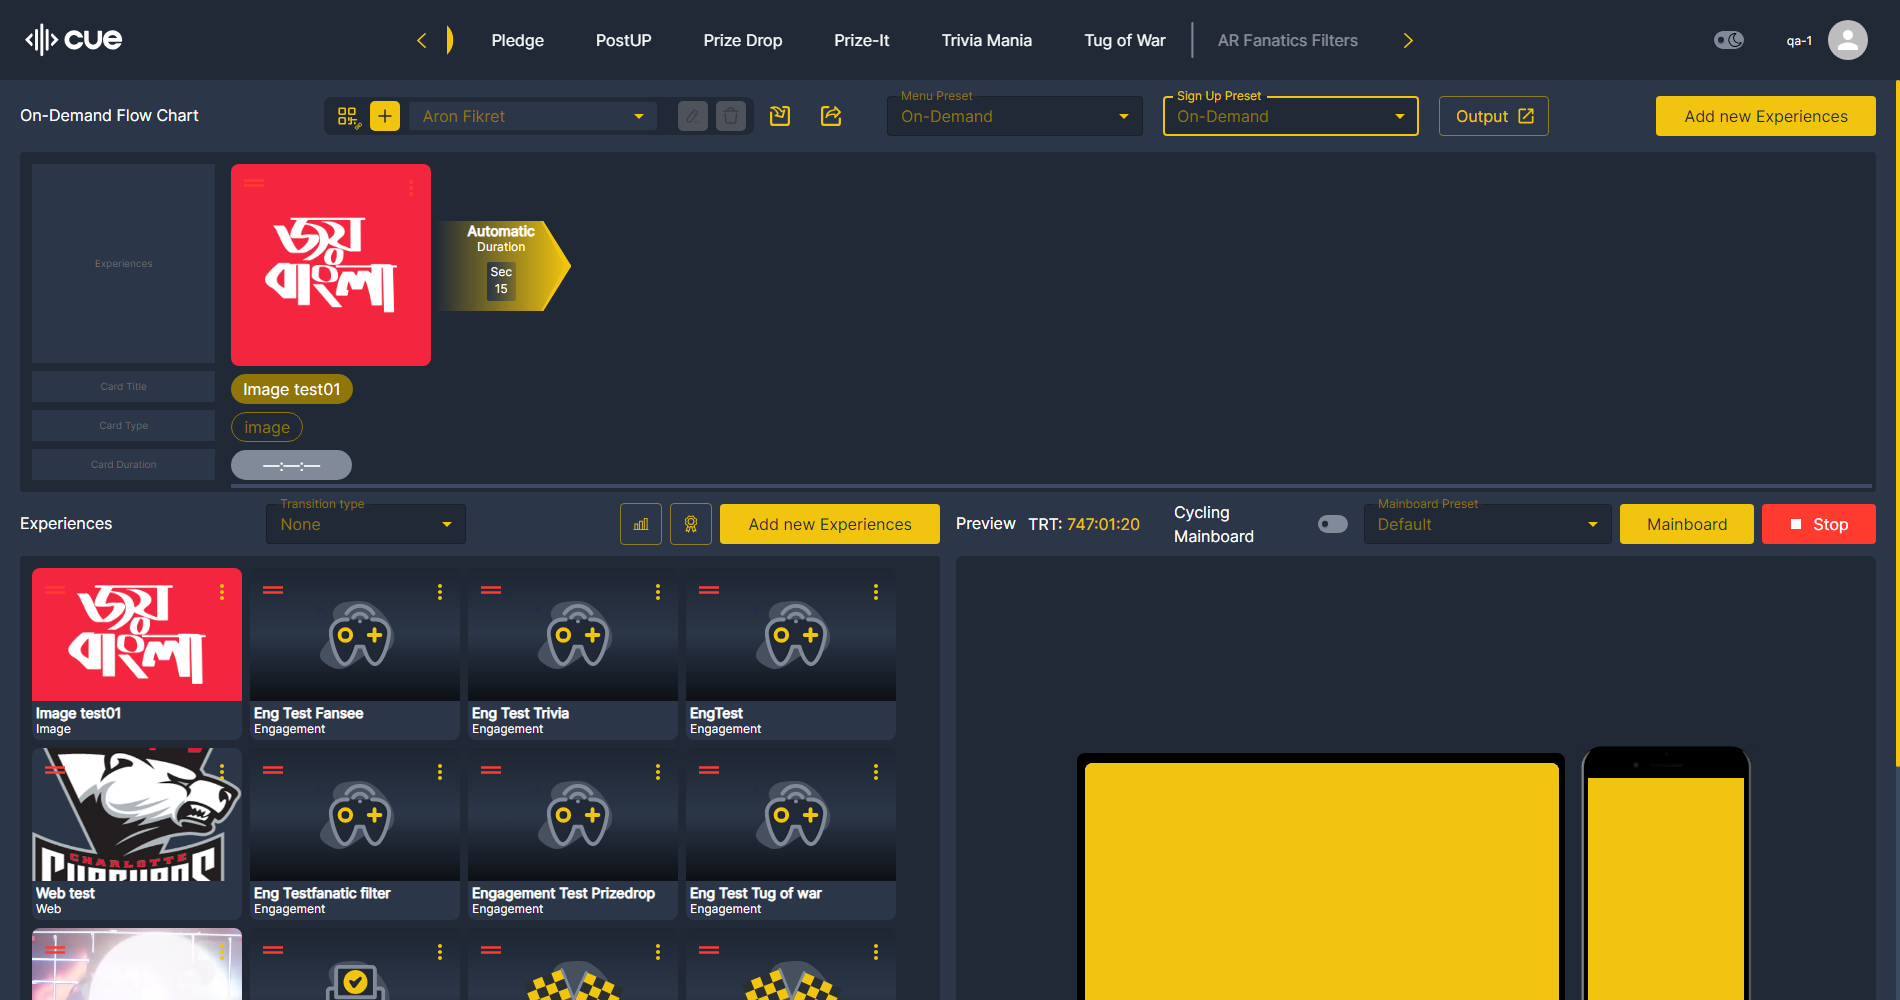 cue
Pledge
PostUP
Prize Drop
Prize-It
Trivia Mania
Tug of War
AR Fanatics Filters
qa-1
On-Demand Flow Chart
Aron Fikret
Menu Preset
On-Demand
Sign Up Preset
On-Demand
Output
Add new Experiences
Experiences
জয়
বাংলা
Automatic
Duration
Sec
15
Card Title
Image test01
Card Type
image
Card Duration
—:—:—
Experiences
Transition type
None
Add new Experiences
Preview
TRT: 747:01:20
Cycling
Mainboard
Mainboard Preset
Default
Mainboard
Stop
জয়
বাংলা
Image test01
Image
Eng Test Fansee
Engagement
Eng Test Trivia
Engagement
EngTest
Engagement
CHARLOTTE
Web test
Web
Eng Testfanatic filter
Engagement
Engagement Test Prizedrop
Engagement
Eng Test Tug of war
Engagement